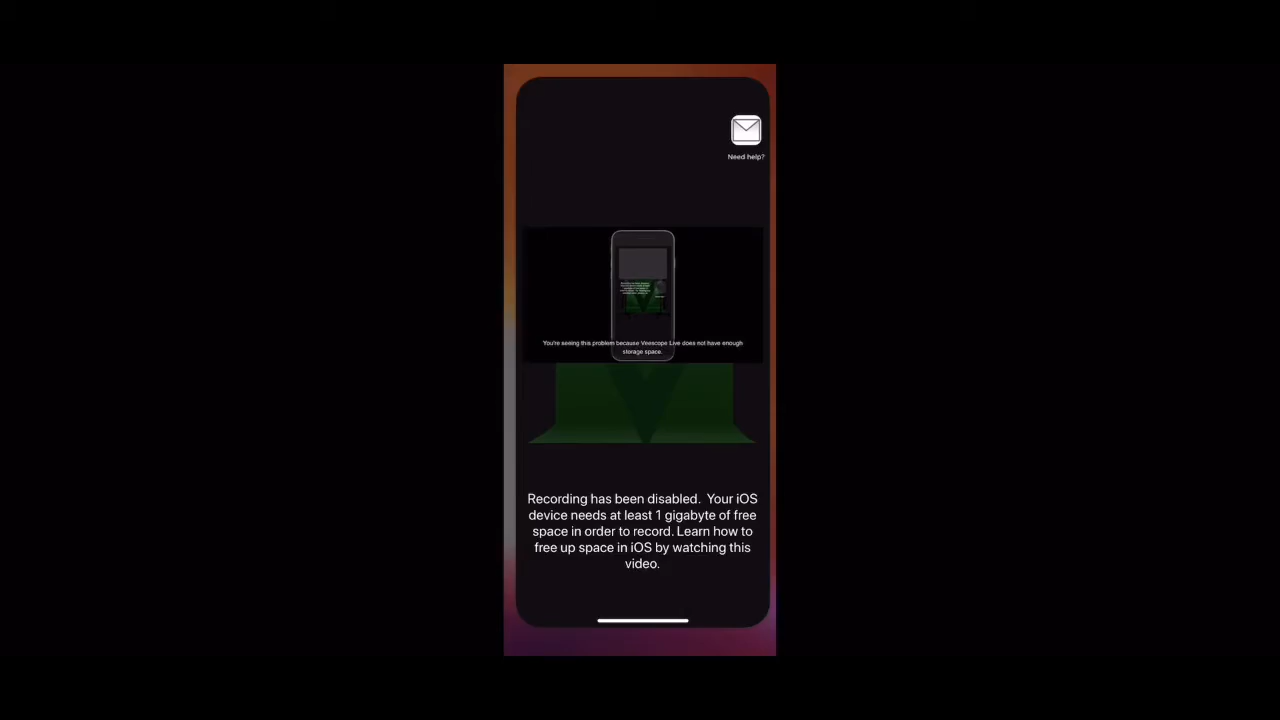 Need help?
You're seeing this problem because Veescope Live does not have enough
storage space.
Recording has been disabled.  Your iOS
device needs at least 1 gigabyte of free
space in order to record. Learn how to
free up space in iOS by watching this
video.